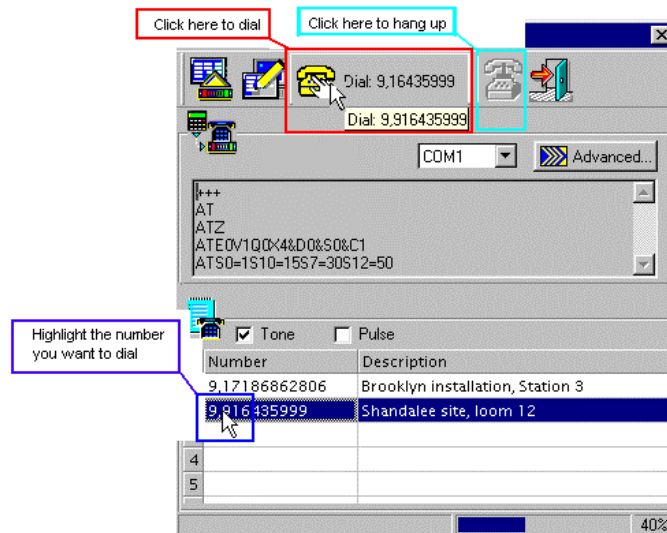 Click here to dial
Click here to hang up
Dial: 9,16435999
Dial: 9,916435999
COM1
Advanced...
+++
AT
ATZ
ATE0V1Q0X4&D0&S0&C1
ATS0=1S10=15S7=30S12=50
Highlight the number
you want to dial
Tone
Pulse
Number Description
9,17186862806 Brooklyn installation, Station 3
9,916435999 Shandalee site, loom 12
4
5
40%